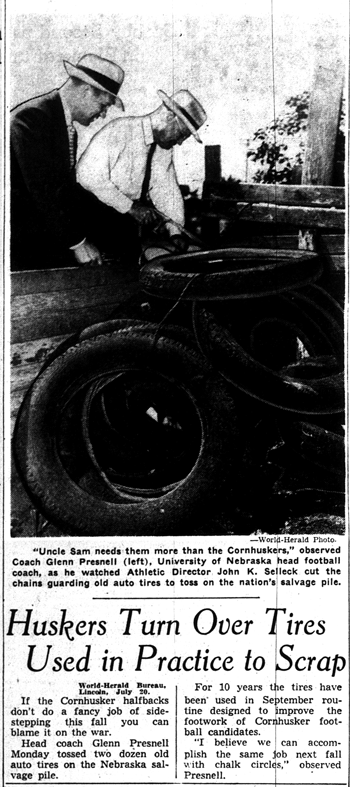 —World-Herald Photo.
"Uncle Sam needs them more than the Cornhuskers," observed
Coach Glenn Presnell (left), University of Nebraska head football
coach, as he watched Athletic Director John K. Selleck cut the
chains guarding old auto tires to toss on the nation's salvage pile.
Huskers Turn Over Tires
Used in Practice to Scrap
World-Herald Bureau,
Lincoln, July 20.
If the Cornhusker halfbacks
don't do a fancy job of side-
stepping this fall you can
blame it on the war.
Head coach Glenn Presnell
Monday tossed two dozen old
auto tires on the Nebraska sal-
vage pile.
For 10 years the tires have
been used in September rou-
tine designed to improve the
footwork of Cornhusker foot-
ball candidates.
"I believe we can accom-
plish the same job next fall
with chalk circles," observed
Presnell.